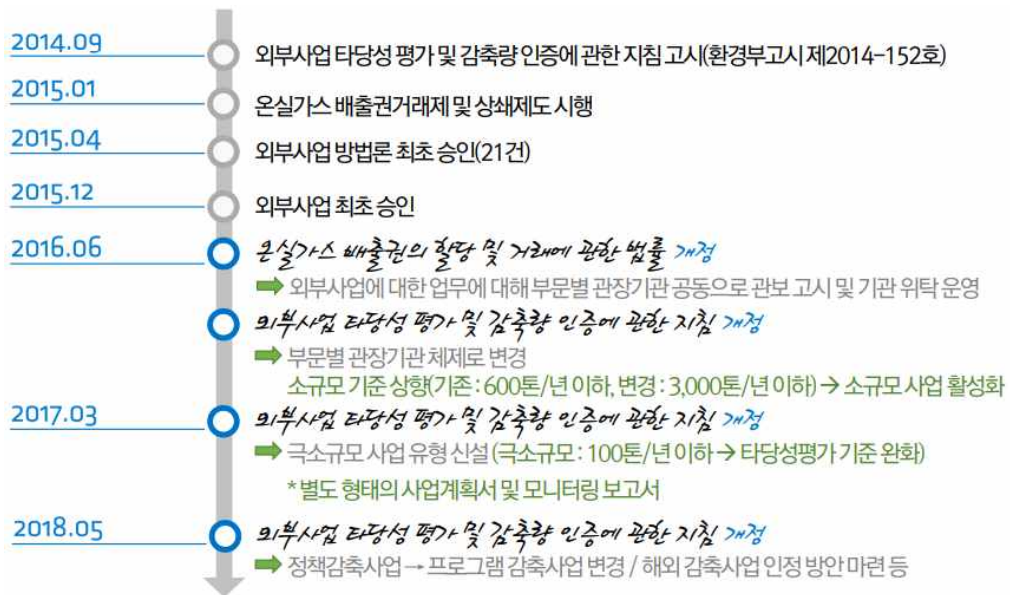 2014.09
외부사업 타당성 평가 및 감축량 인증에 관한 지침 고시(환경부고시 제2014-152호)
2015.01
온실가스 배출권거래제 및 상쇄제도 시행
2015.04
외부사업 방법론 최초 승인(21건)
2015.12
외부사업 최초 승인
2016.06
온실가스 배출권의 할당 및 거래에 관한 법률 개정
➡ 외부사업에 대한 업무에 대해 부문별 관장기관 공동으로 관보 고시 및 기관 위탁 운영
외부사업 타당성 평가 및 감축량 인증에 관한 지침 개정
➡ 부문별 관장기관 체제로 변경
소규모 기준 상향(기존 : 600톤/년 이하, 변경 : 3,000톤/년 이하) → 소규모 사업 활성화
2017.03
외부사업 타당성 평가 및 감축량 인증에 관한 지침 개정
➡ 극소규모 사업 유형 신설 (극소규모 : 100톤/년 이하 → 타당성평가 기준 완화)
* 별도 형태의 사업계획서 및 모니터링 보고서
2018.05
외부사업 타당성 평가 및 감축량 인증에 관한 지침 개정
➡ 정책감축사업 → 프로그램 감축사업 변경 / 해외 감축사업 인정 방안 마련 등